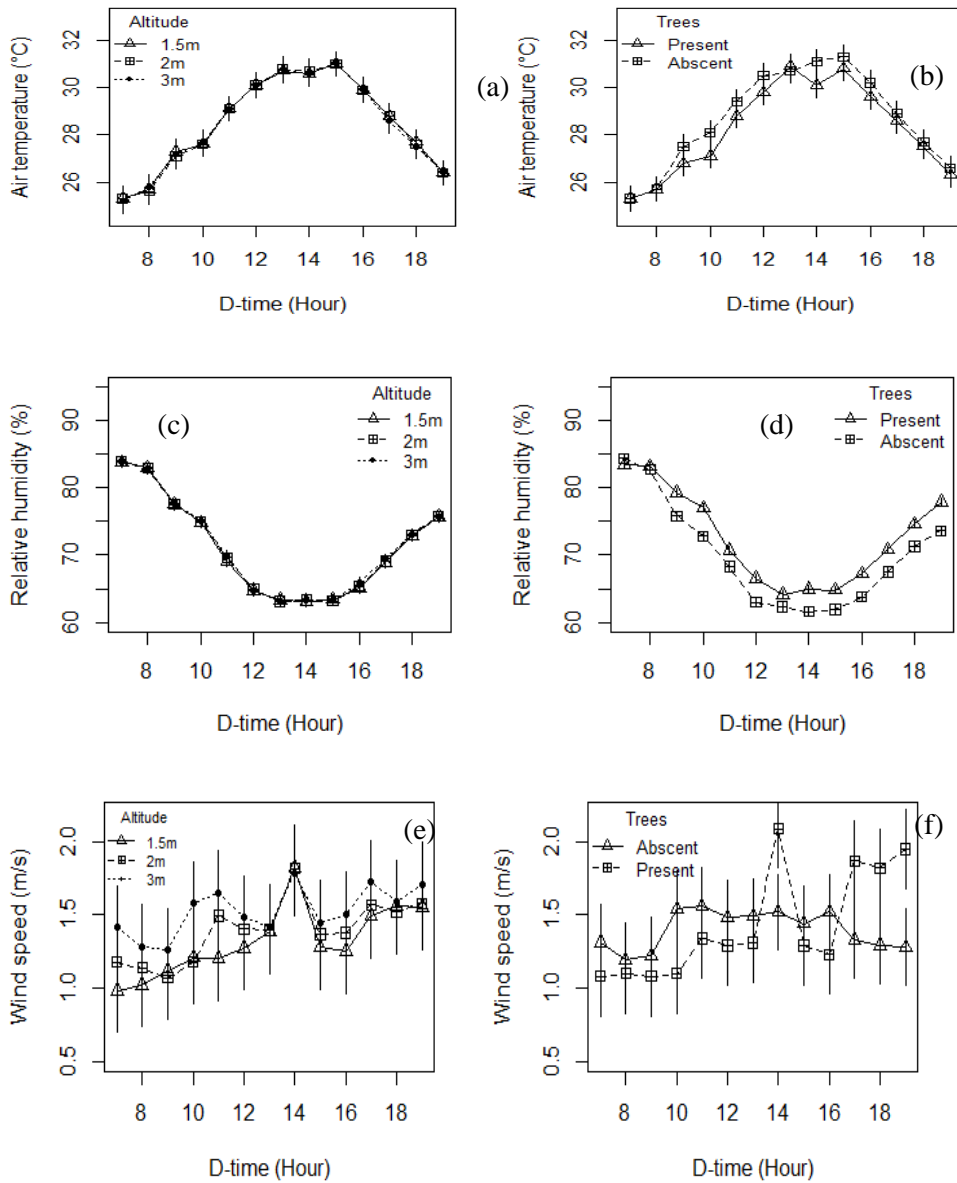 Altitude
1.5m
2m
3m
(a)
Air temperature (°C)
26 28 30 32
8 10 12 14 16 18
D-time (Hour)
Trees
Present
Abscent
(b)
Air temperature (°C)
26 28 30 32
8 10 12 14 16 18
D-time (Hour)
Altitude
1.5m
2m
3m
(c)
Relative humidity (%)
60 70 80 90
8 10 12 14 16 18
D-time (Hour)
Trees
Present
Abscent
(d)
Relative humidity (%)
60 70 80 90
8 10 12 14 16 18
D-time (Hour)
Altitude
1.5m
2m
3m
(e)
Wind speed (m/s)
0.5 1.0 1.5 2.0
8 10 12 14 16 18
D-time (Hour)
Trees
Abscent
Present
(f)
Wind speed (m/s)
0.5 1.0 1.5 2.0
8 10 12 14 16 18
D-time (Hour)